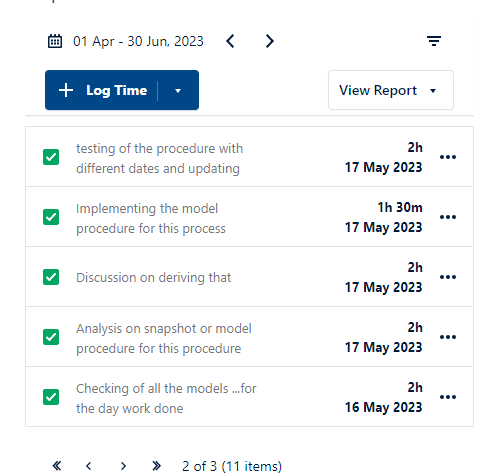 01 Apr - 30 Jun, 2023
Log Time
View Report
testing of the procedure with
different dates and updating
2h
17 May 2023
Implementing the model
procedure for this process
1h 30m
17 May 2023
Discussion on deriving that
2h
17 May 2023
Analysis on snapshot or model
procedure for this procedure
2h
17 May 2023
Checking of all the models ...for
the day work done
2h
16 May 2023
2 of 3 (11 items)